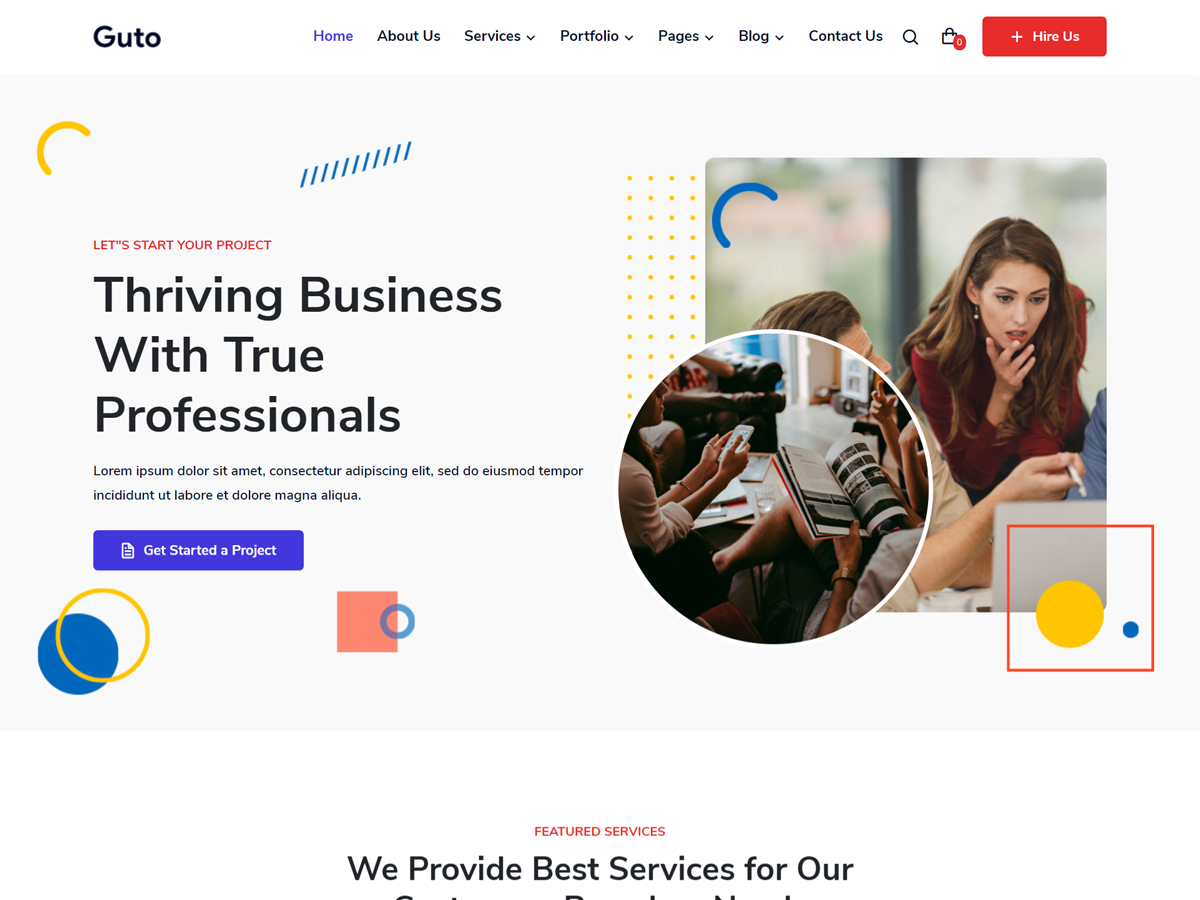 Guto
Home
About Us
Services
Portfolio
Pages
Blog
Contact Us
0
Hire Us
LET"S START YOUR PROJECT
Thriving Business
With True
Professionals
Lorem ipsum dolor sit amet, consectetur adipiscing elit, sed do eiusmod tempor
incididunt ut labore et dolore magna aliqua.
Get Started a Project
FEATURED SERVICES
We Provide Best Services for Our